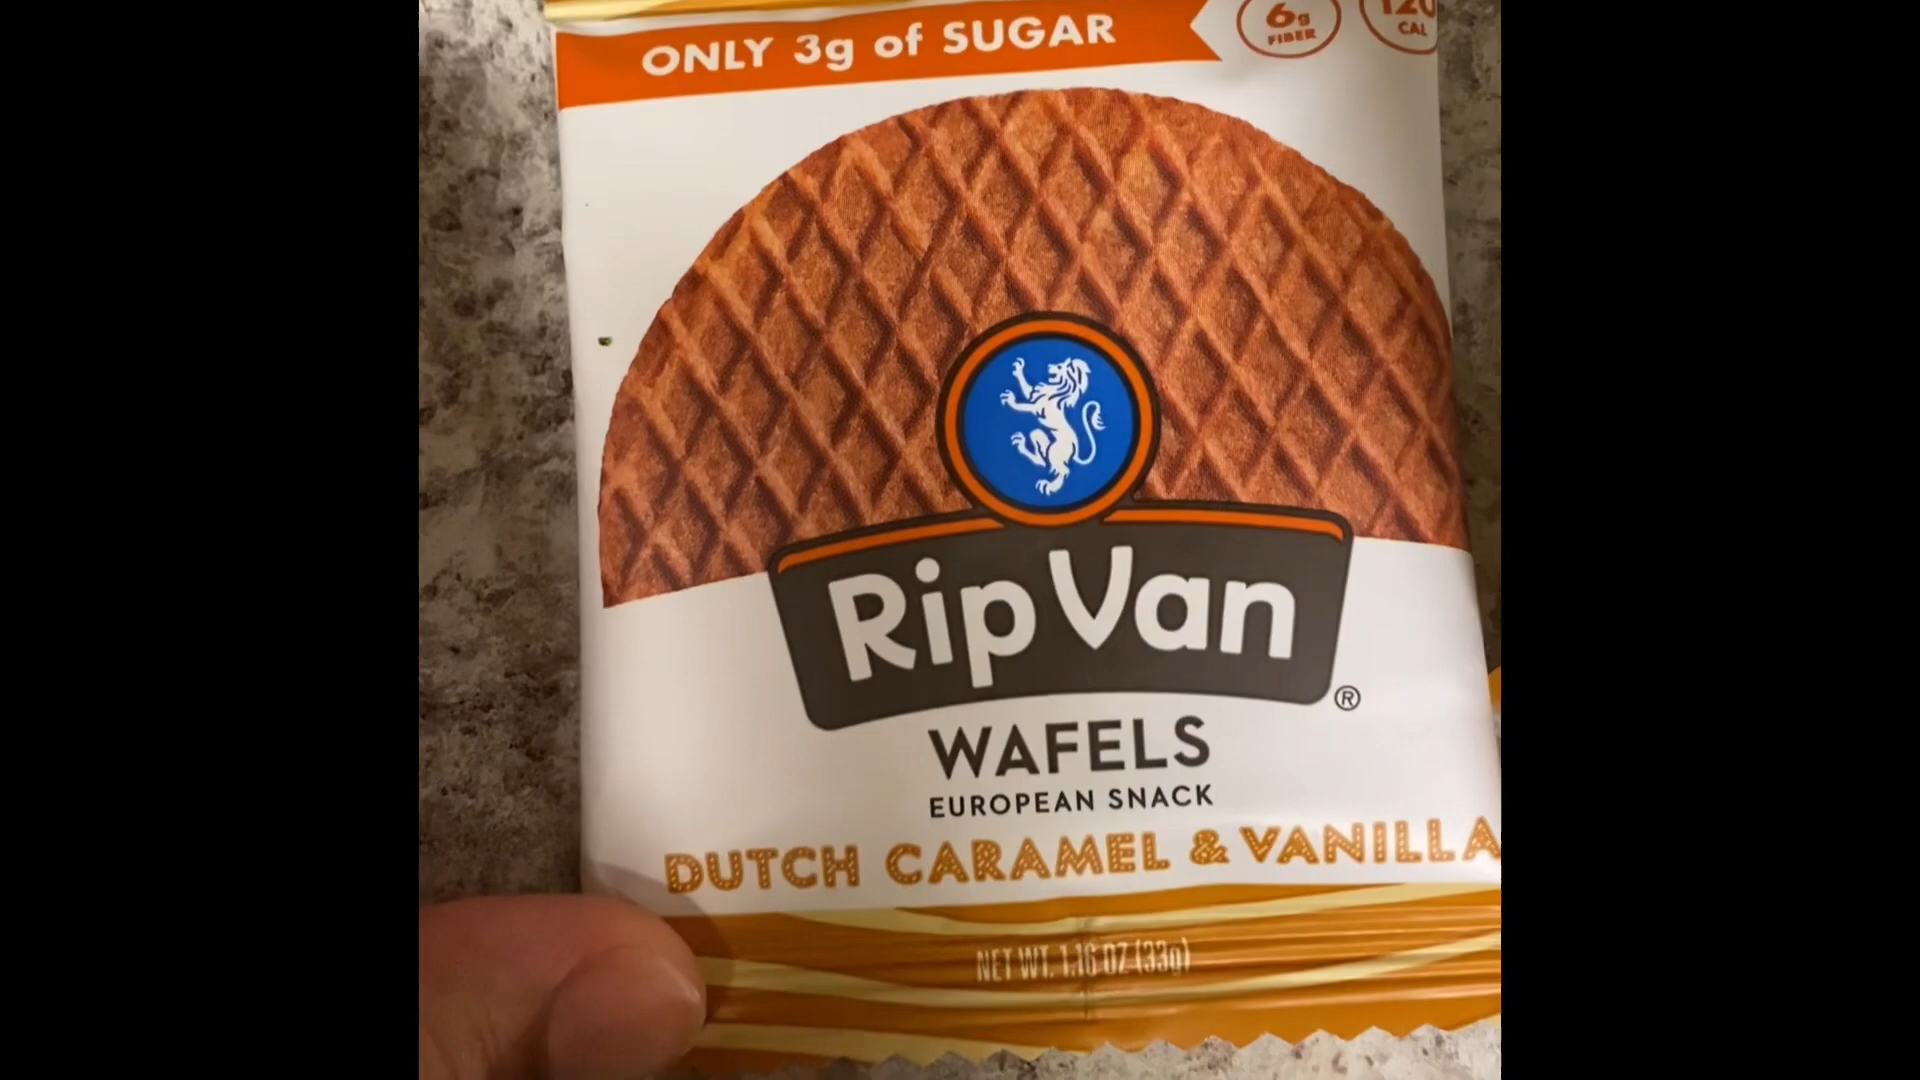 ONLY 3g of SUGAR
6g
FIBER
120
CAL
Rip Van
®
WAFELS
EUROPEAN SNACK
DUTCH CARAMEL & VANILLA
NET WT. 1.16 OZ (33g)